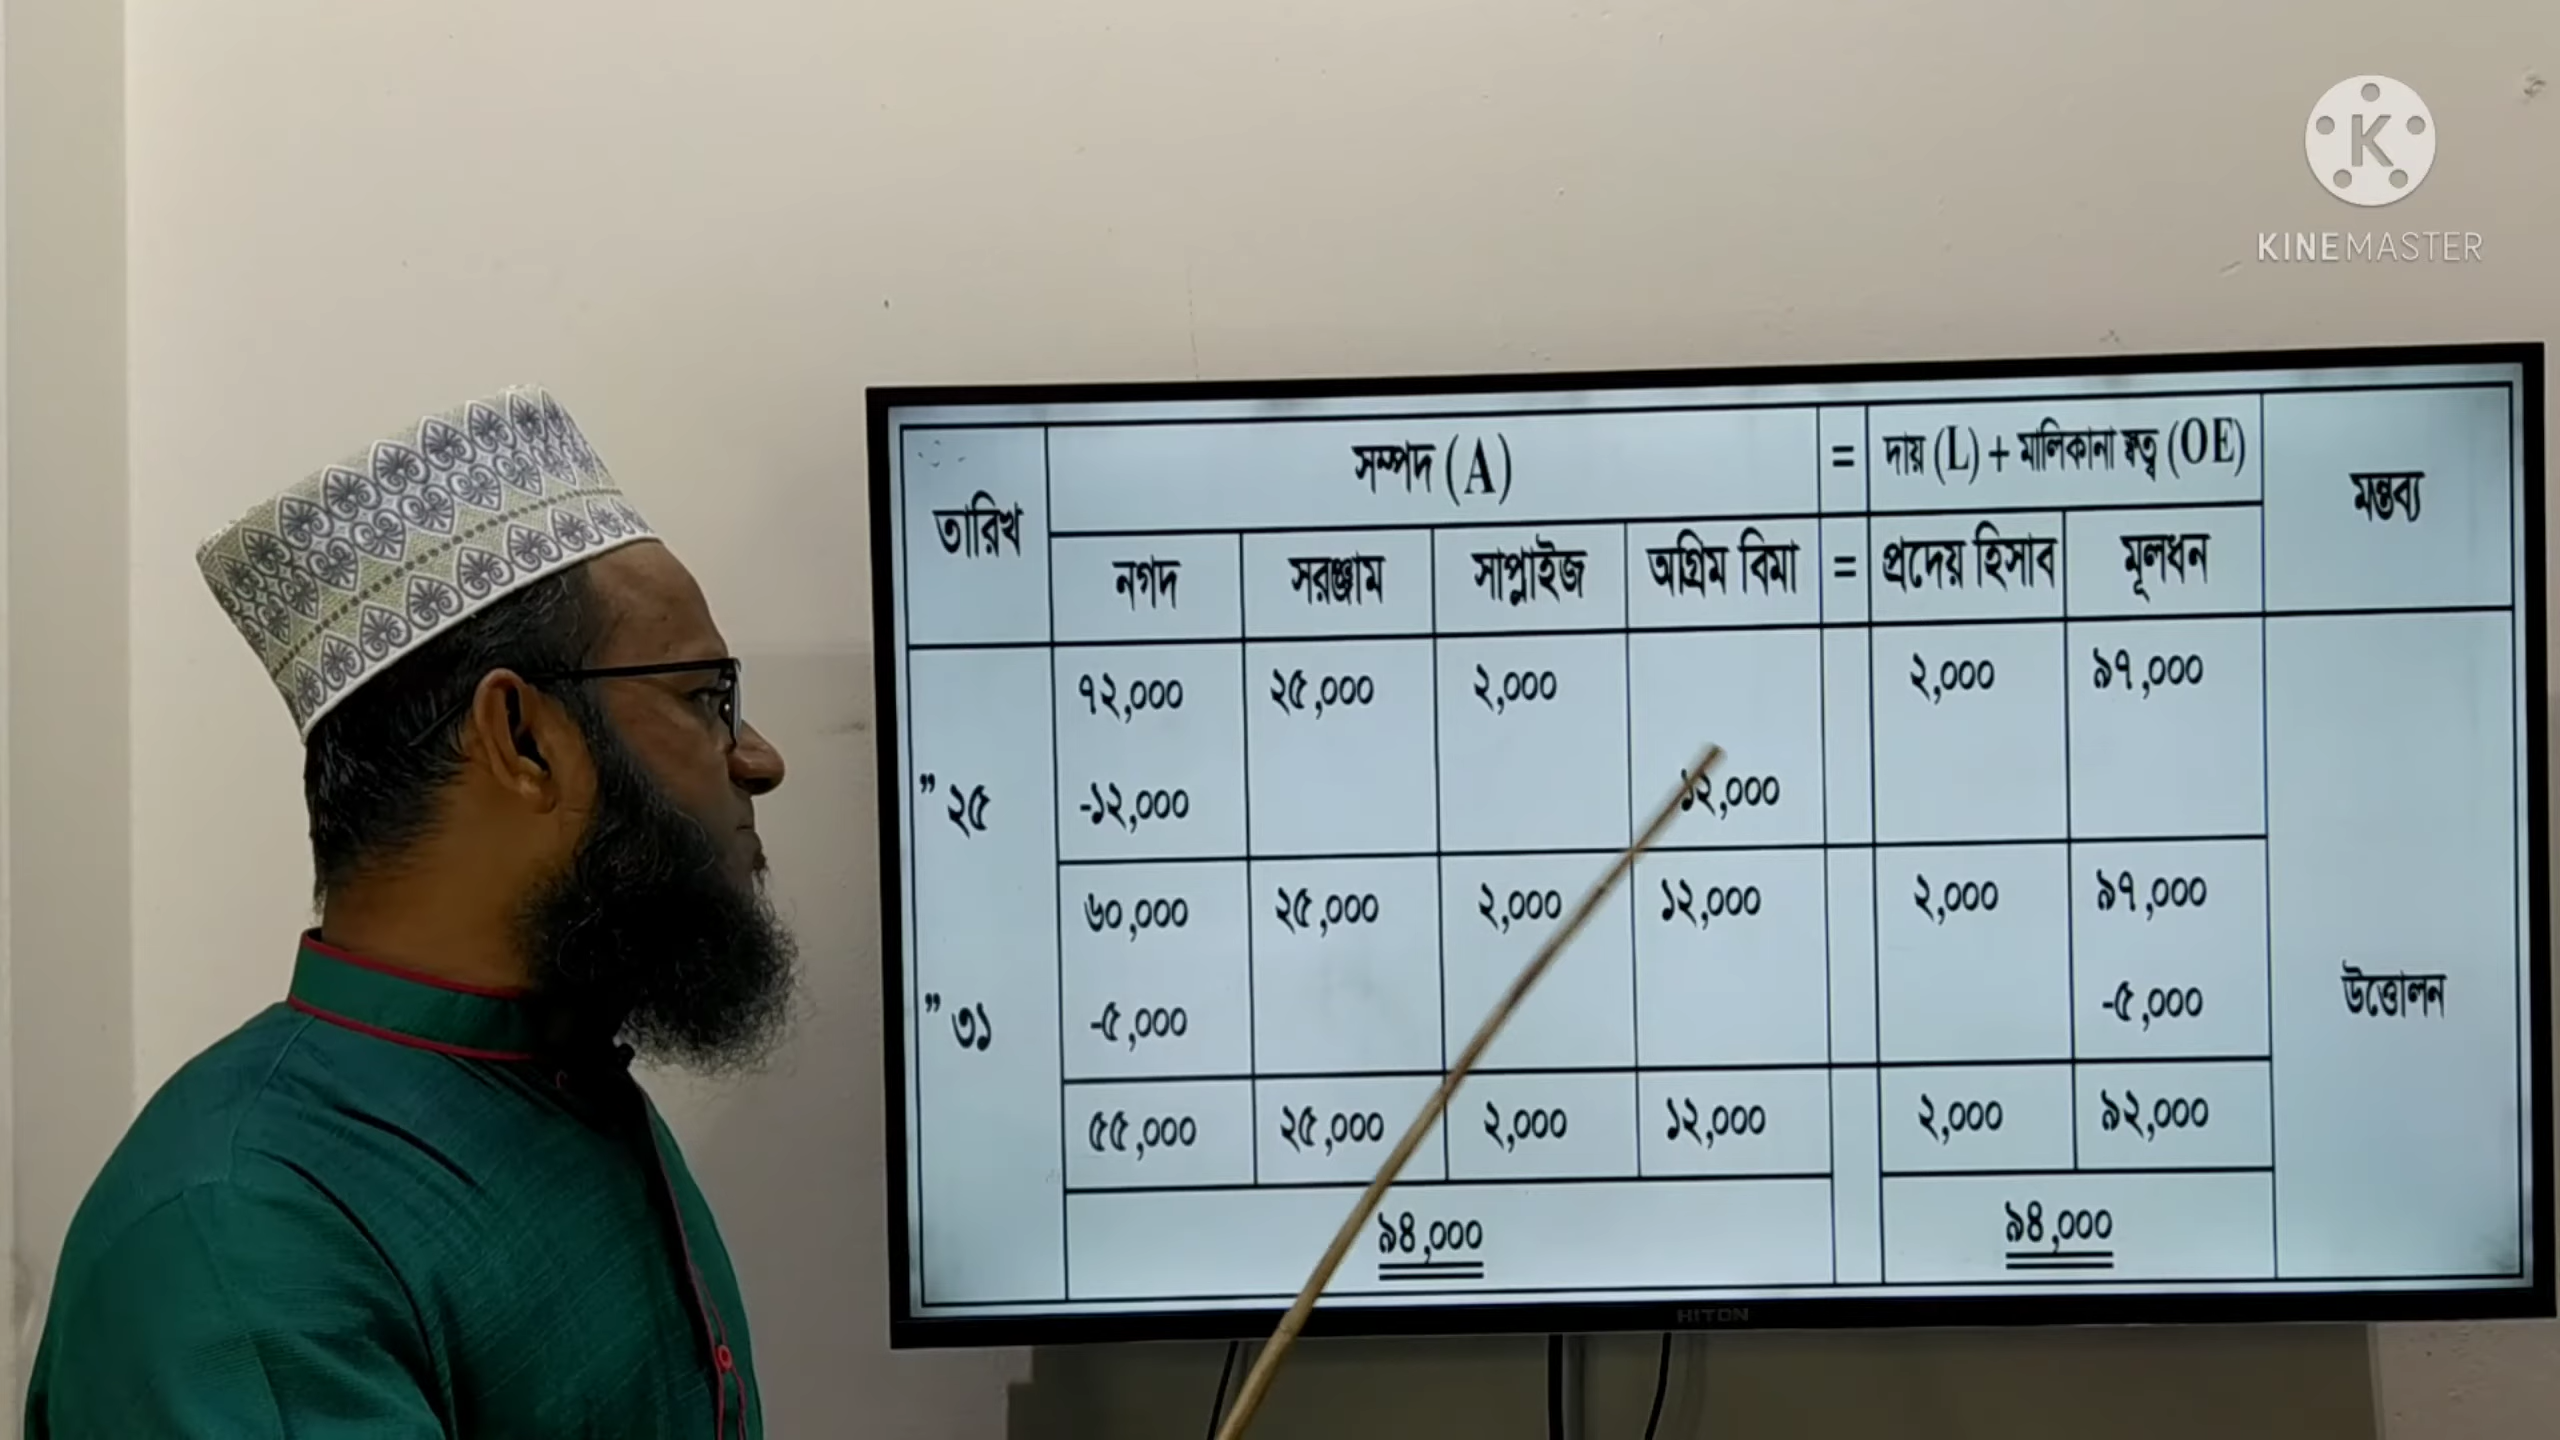 K
KINEMASTER
তারিখ সম্পদ (A) = দায় (L) + মালিকানা স্বত্ব (OE) মন্তব্য
নগদ সরঞ্জাম সাপ্লাইজ অগ্রিম বিমা = প্রদেয় হিসাব মূলধন
৭২,০০০ ২৫,০০০ ২,০০০ ২,০০০ ৯৭,০০০
” ২৫ -১২,০০০ ১২,০০০
৬০,০০০ ২৫,০০০ ২,০০০ ১২,০০০ ২,০০০ ৯৭,০০০
” ৩১ -৫,০০০ -৫,০০০ উত্তোলন
৫৫,০০০ ২৫,০০০ ২,০০০ ১২,০০০ ২,০০০ ৯২,০০০
৯৪,০০০ ৯৪,০০০
HITON